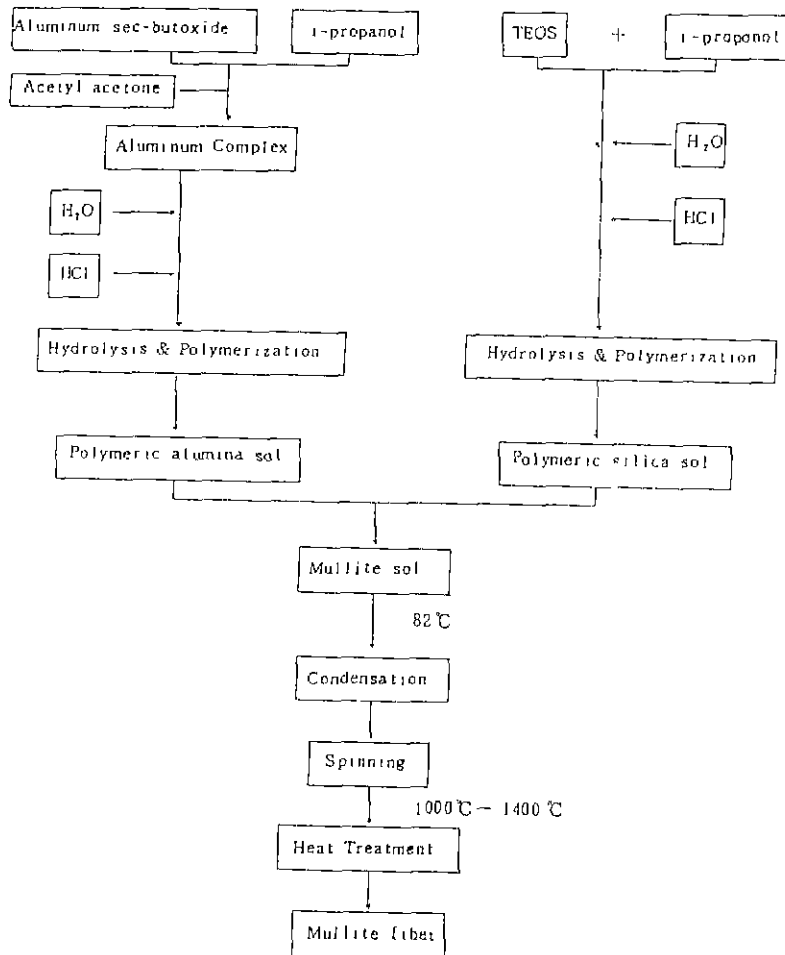 Aluminum sec-butoxide
i-propanol
TEOS
+
i-propanol
Acetyl acetone
Aluminum Complex
H₂O
HCl
H₂O
HCl
Hydrolysis & Polymerization
Hydrolysis & Polymerization
Polymeric alumina sol
Polymeric silica sol
Mullite sol
82℃
Condensation
Spinning
1000℃ - 1400℃
Heat Treatment
Mullite fiber